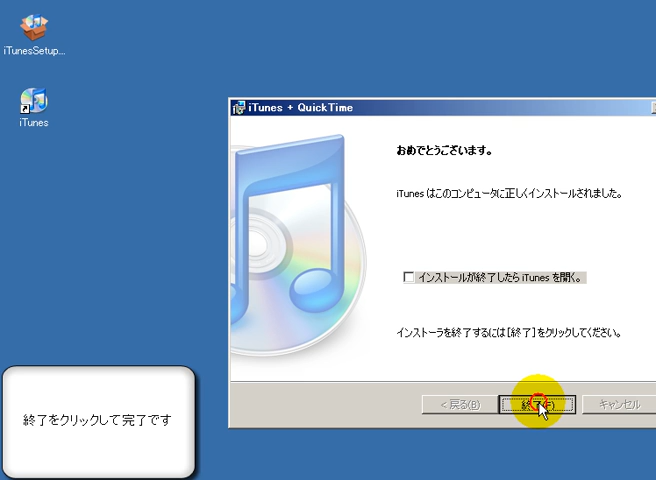 iTunesSetup...
iTunes
iTunes + QuickTime
おめでとうございます。
iTunes はこのコンピュータに正しくインストールされました。
インストールが終了したら iTunes を開く。
インストーラを終了するには[終了]をクリックしてください。
< 戻る(B)
終了(F)
キャンセル
終了をクリックして完了です